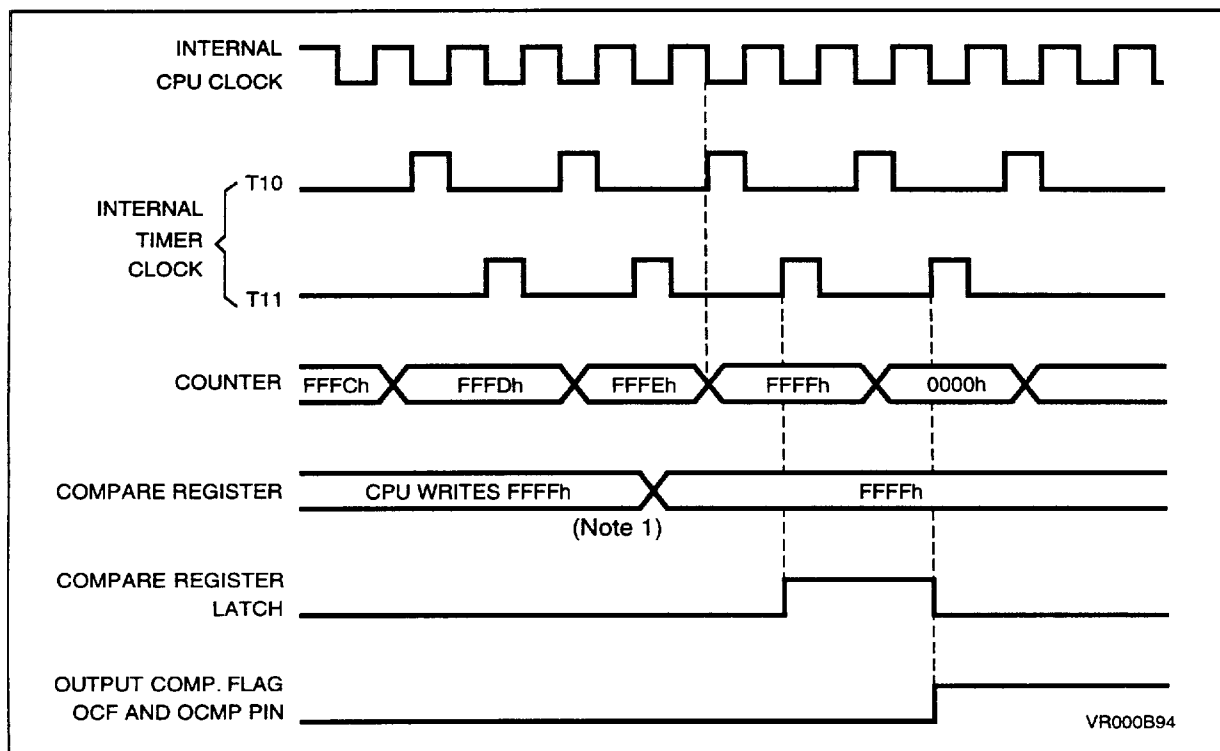 INTERNAL
CPU CLOCK
T10
INTERNAL
TIMER
CLOCK
T11
COUNTER
FFFCh FFFDh FFFEh FFFFh 0000h
COMPARE REGISTER
CPU WRITES FFFFh FFFFh
(Note 1)
COMPARE REGISTER
LATCH
OUTPUT COMP. FLAG
OCF AND OCMP PIN
VR000B94